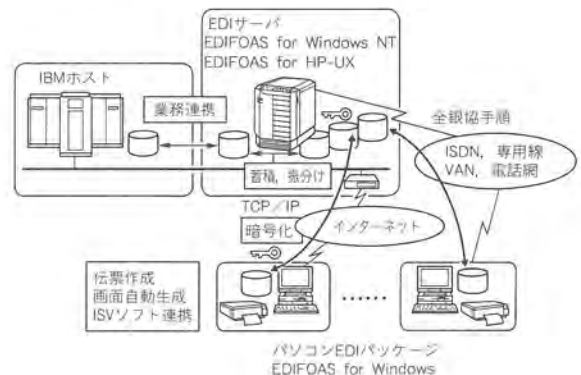 EDIサーバ
EDIFOAS for Windows NT
EDIFOAS for HP-UX
IBMホスト
業務連携
全銀協手順
ISDN，専用線
VAN，電話網
蓄積，振分け
TCP／IP
暗号化
インターネット
伝票作成
画面自動生成
ISVソフト連携
……
パソコンEDIパッケージ
EDIFOAS for Windows